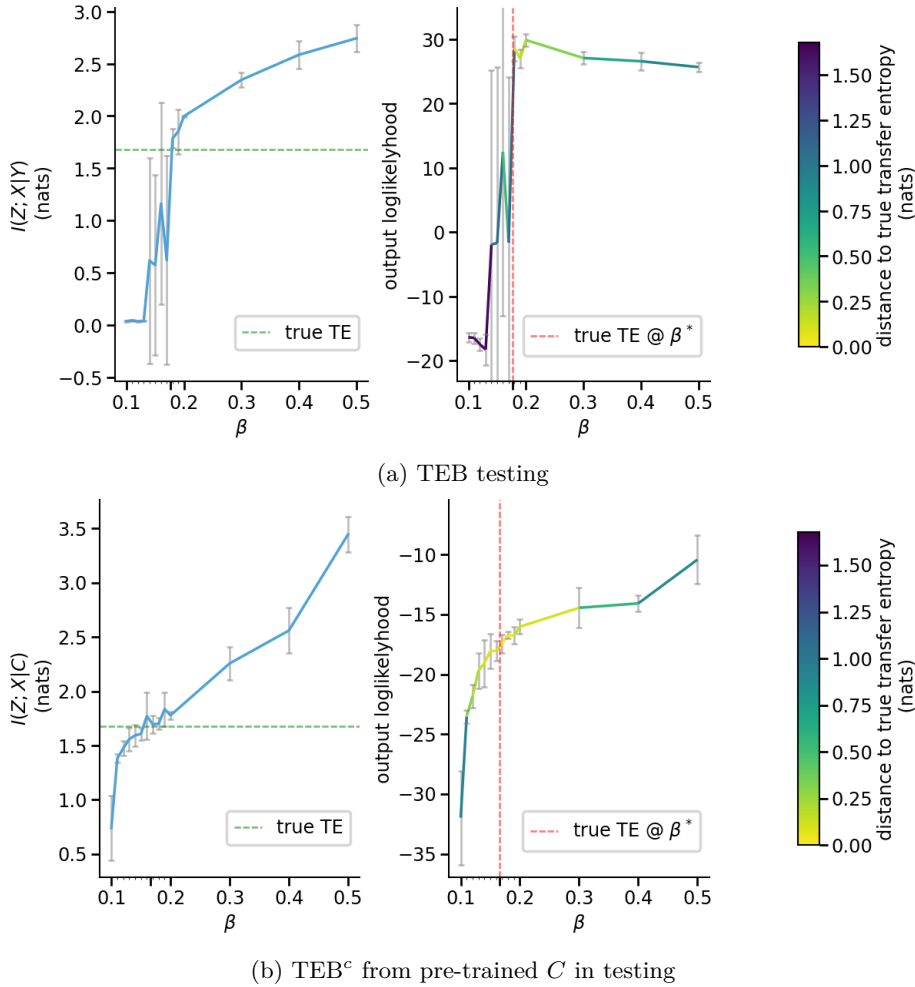 3.0
2.5
2.0
1.5
1.0
0.5
0.0
−0.5
I(Z; X|Y)
(nats)
0.1 0.2 0.3 0.4 0.5
β
true TE
30
20
10
0
−10
−20
output loglikelyhood
0.1 0.2 0.3 0.4 0.5
β
true TE @ β*
1.50
1.25
1.00
0.75
0.50
0.25
0.00
distance to true transfer entropy
(nats)
(a) TEB testing
3.5
3.0
2.5
2.0
1.5
1.0
0.5
I(Z; X|C)
(nats)
0.1 0.2 0.3 0.4 0.5
β
true TE
−10
−15
−20
−25
−30
−35
output loglikelyhood
0.1 0.2 0.3 0.4 0.5
β
true TE @ β*
1.50
1.25
1.00
0.75
0.50
0.25
0.00
distance to true transfer entropy
(nats)
(b) TEBᶜ from pre-trained C in testing